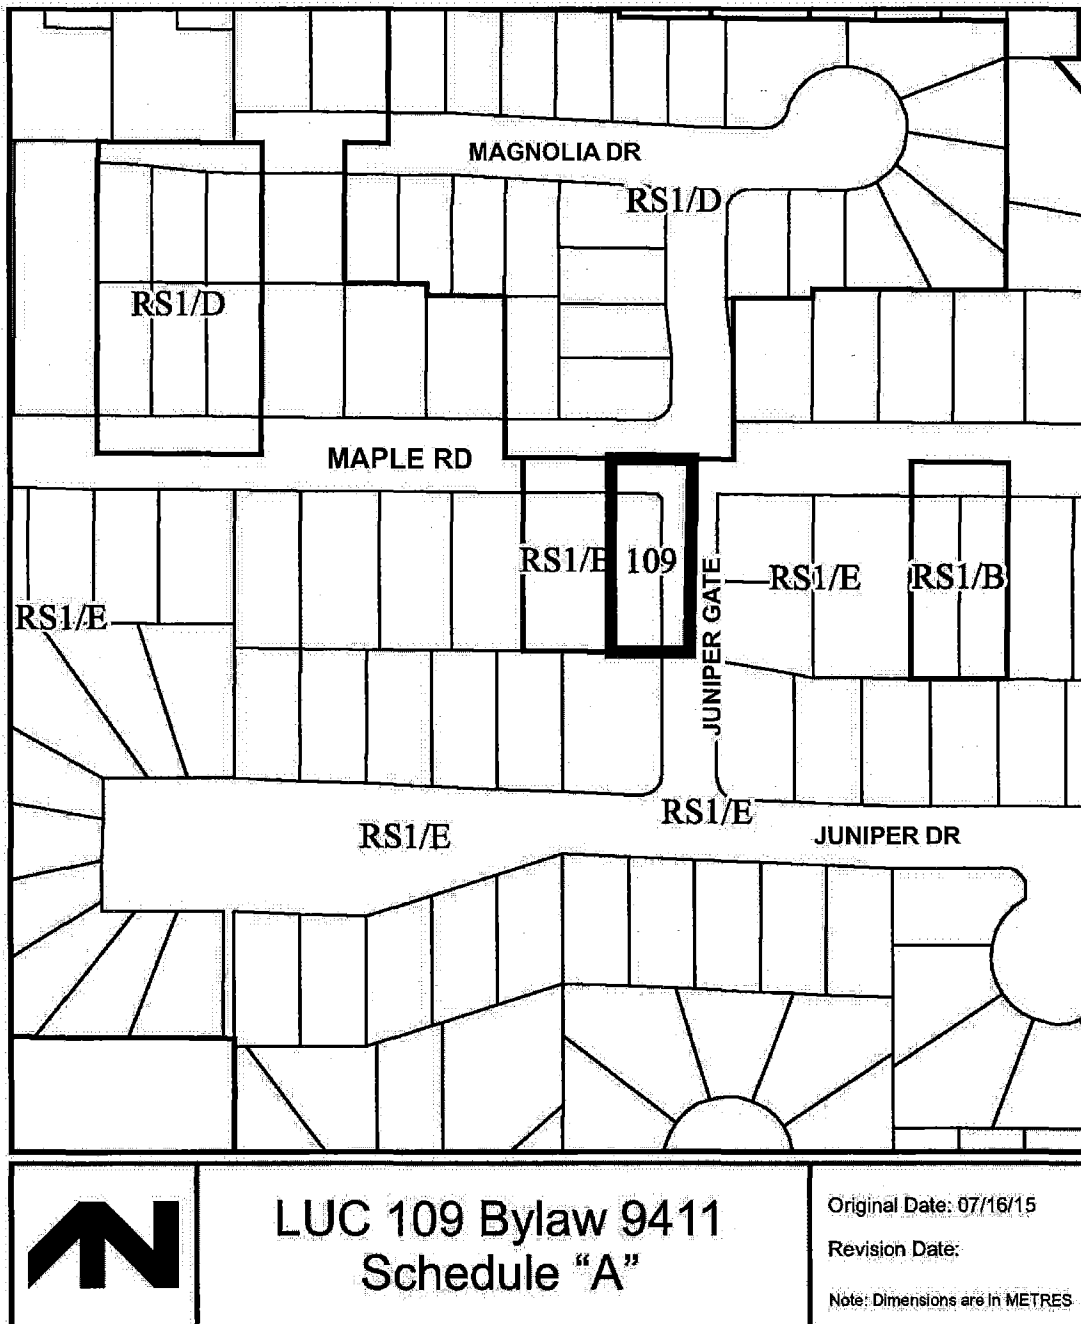 MAGNOLIA DR
RS1/D
RS1/D
MAPLE RD
RS1/B
109
RS1/E
RS1/B
RS1/E
JUNIPER GATE
RS1/E
RS1/E
JUNIPER DR
LUC 109 Bylaw 9411
Schedule “A”
Original Date: 07/16/15
Revision Date:
Note: Dimensions are in METRES